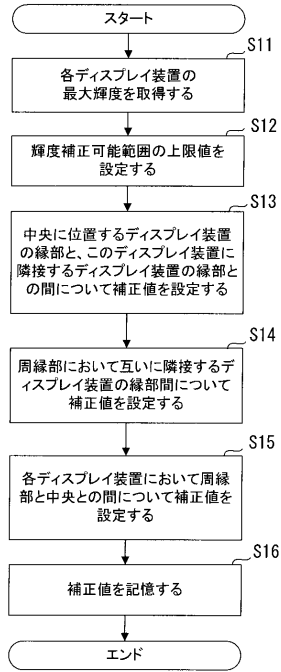 スタート
S11
各ディスプレイ装置の
最大輝度を取得する
S12
輝度補正可能範囲の上限値を
設定する
S13
中央に位置するディスプレイ装置
の縁部と、このディスプレイ装置に
隣接するディスプレイ装置の縁部と
の間について補正値を設定する
S14
周縁部において互いに隣接するデ
ィスプレイ装置の縁部間について
補正値を設定する
S15
各ディスプレイ装置において周縁
部と中央との間について補正値を
設定する
S16
補正値を記憶する
エンド